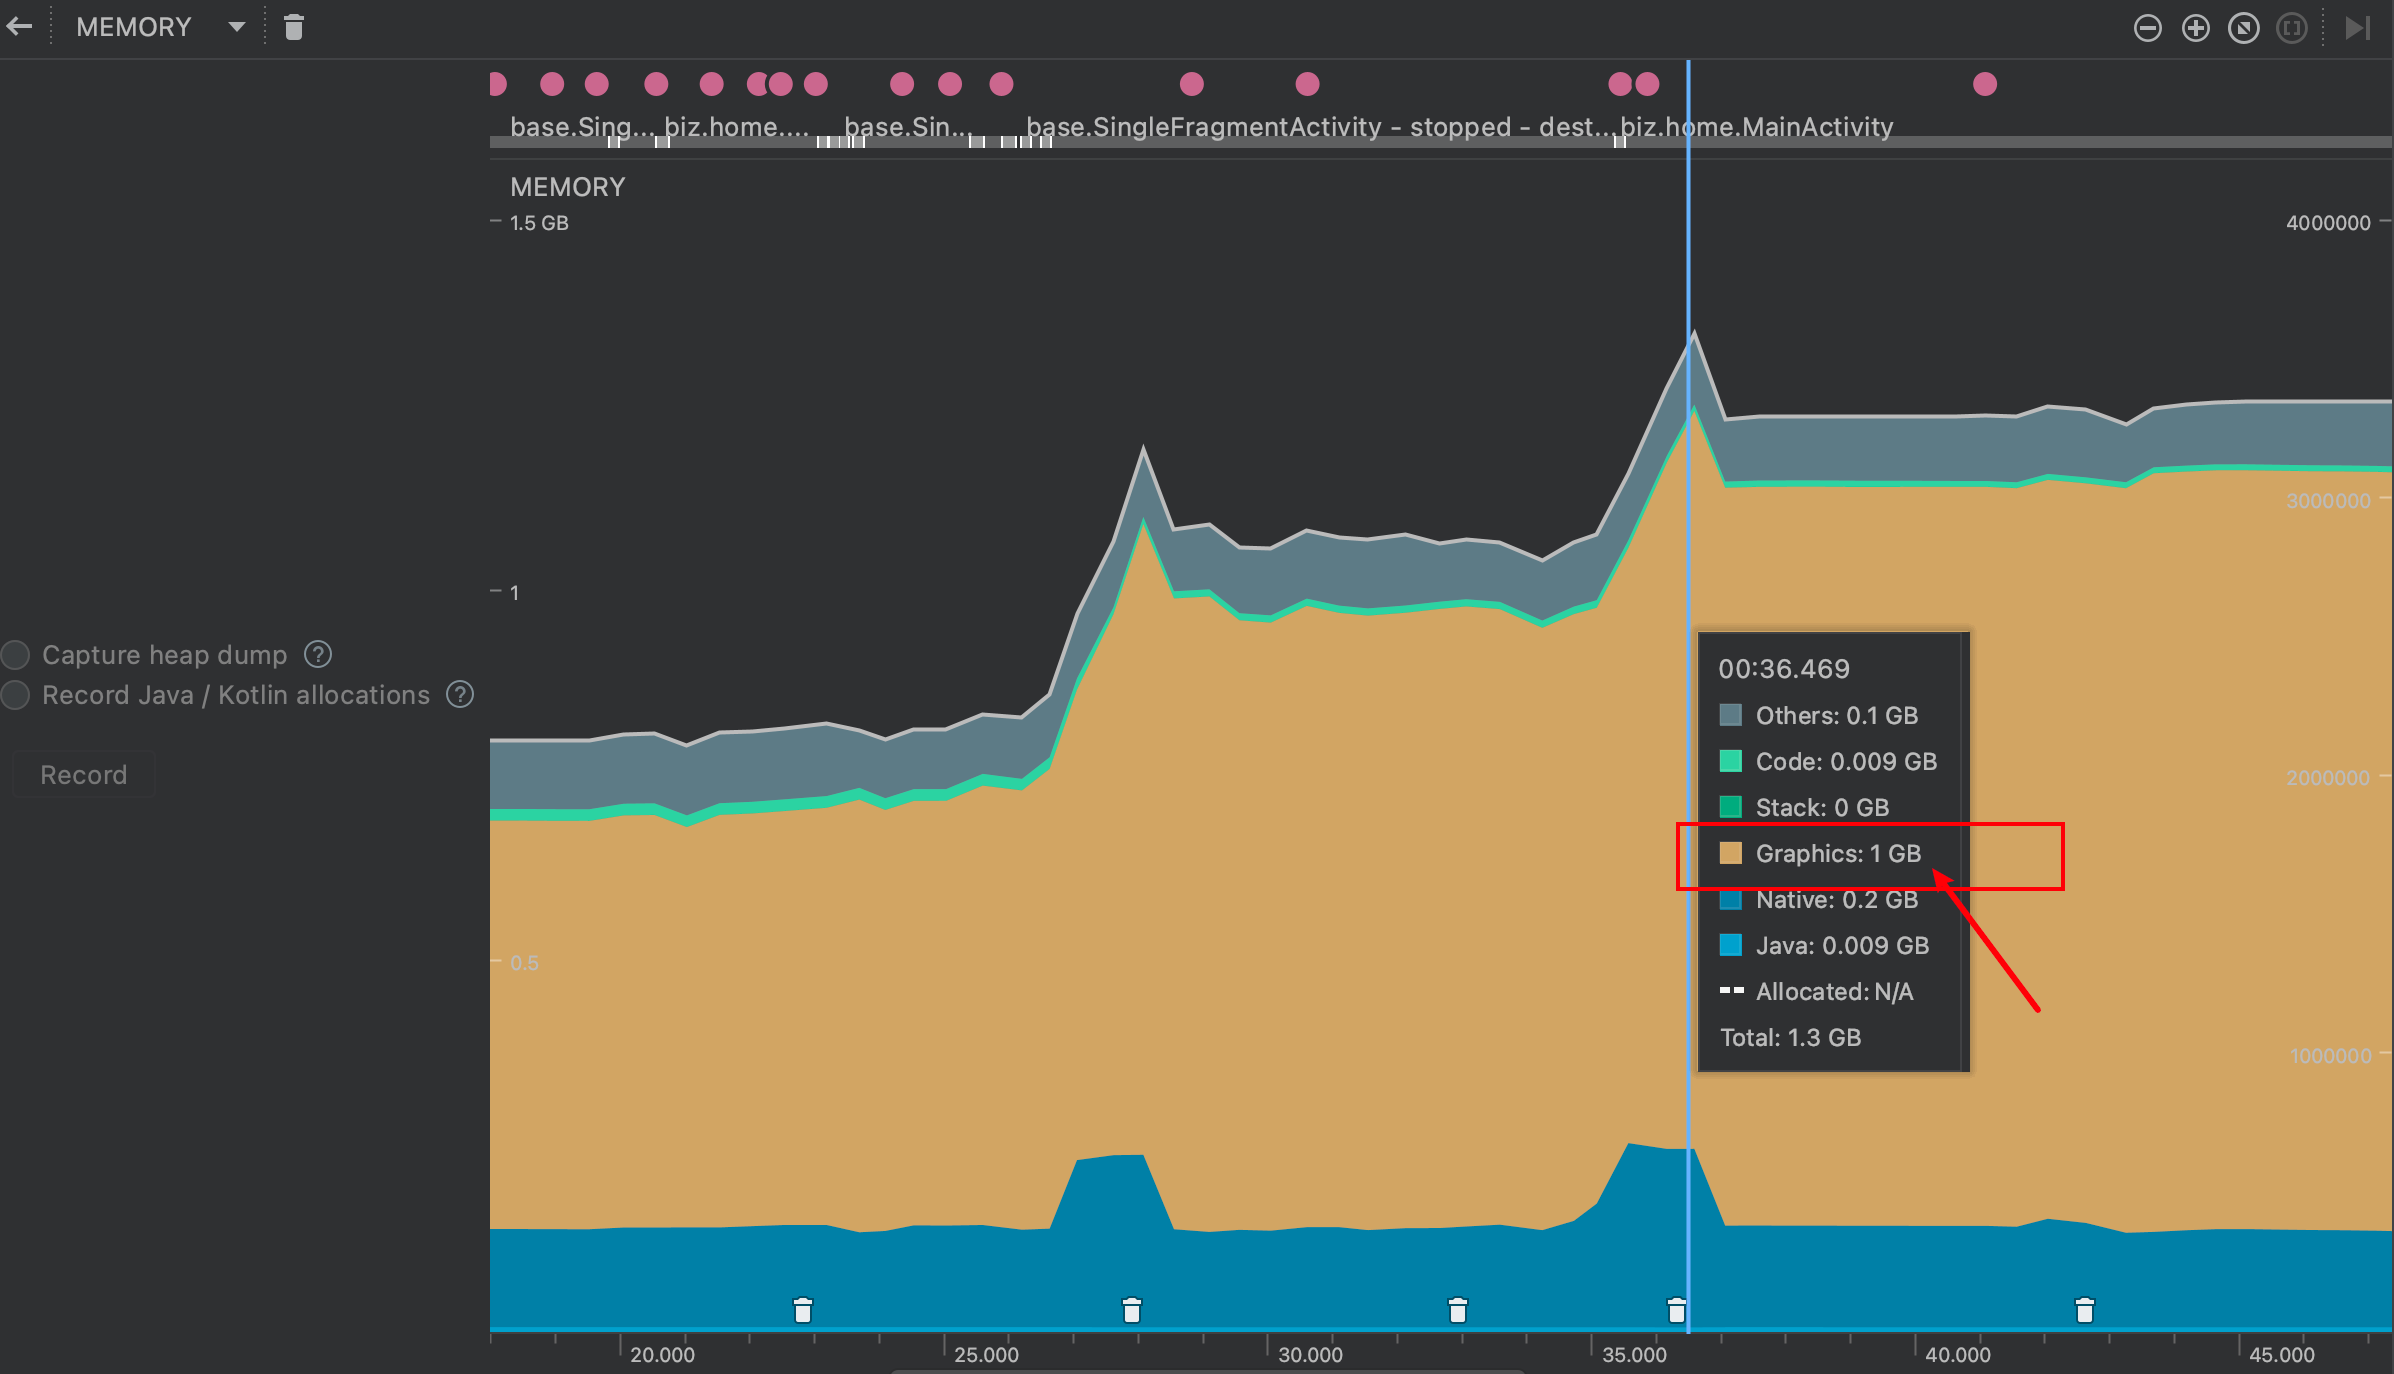 MEMORY
base.Sing... biz.home.... base.Sin... base.SingleFragmentActivity - stopped - dest... biz.home.MainActivity
MEMORY
1.5 GB
4000000
3000000
1
Capture heap dump ?
Record Java / Kotlin allocations ?
Record
2000000
0.5
1000000
00:36.469
Others: 0.1 GB
Code: 0.009 GB
Stack: 0 GB
Graphics: 1 GB
Native: 0.2 GB
Java: 0.009 GB
Allocated: N/A
Total: 1.3 GB
20.000 25.000 30.000 35.000 40.000 45.000